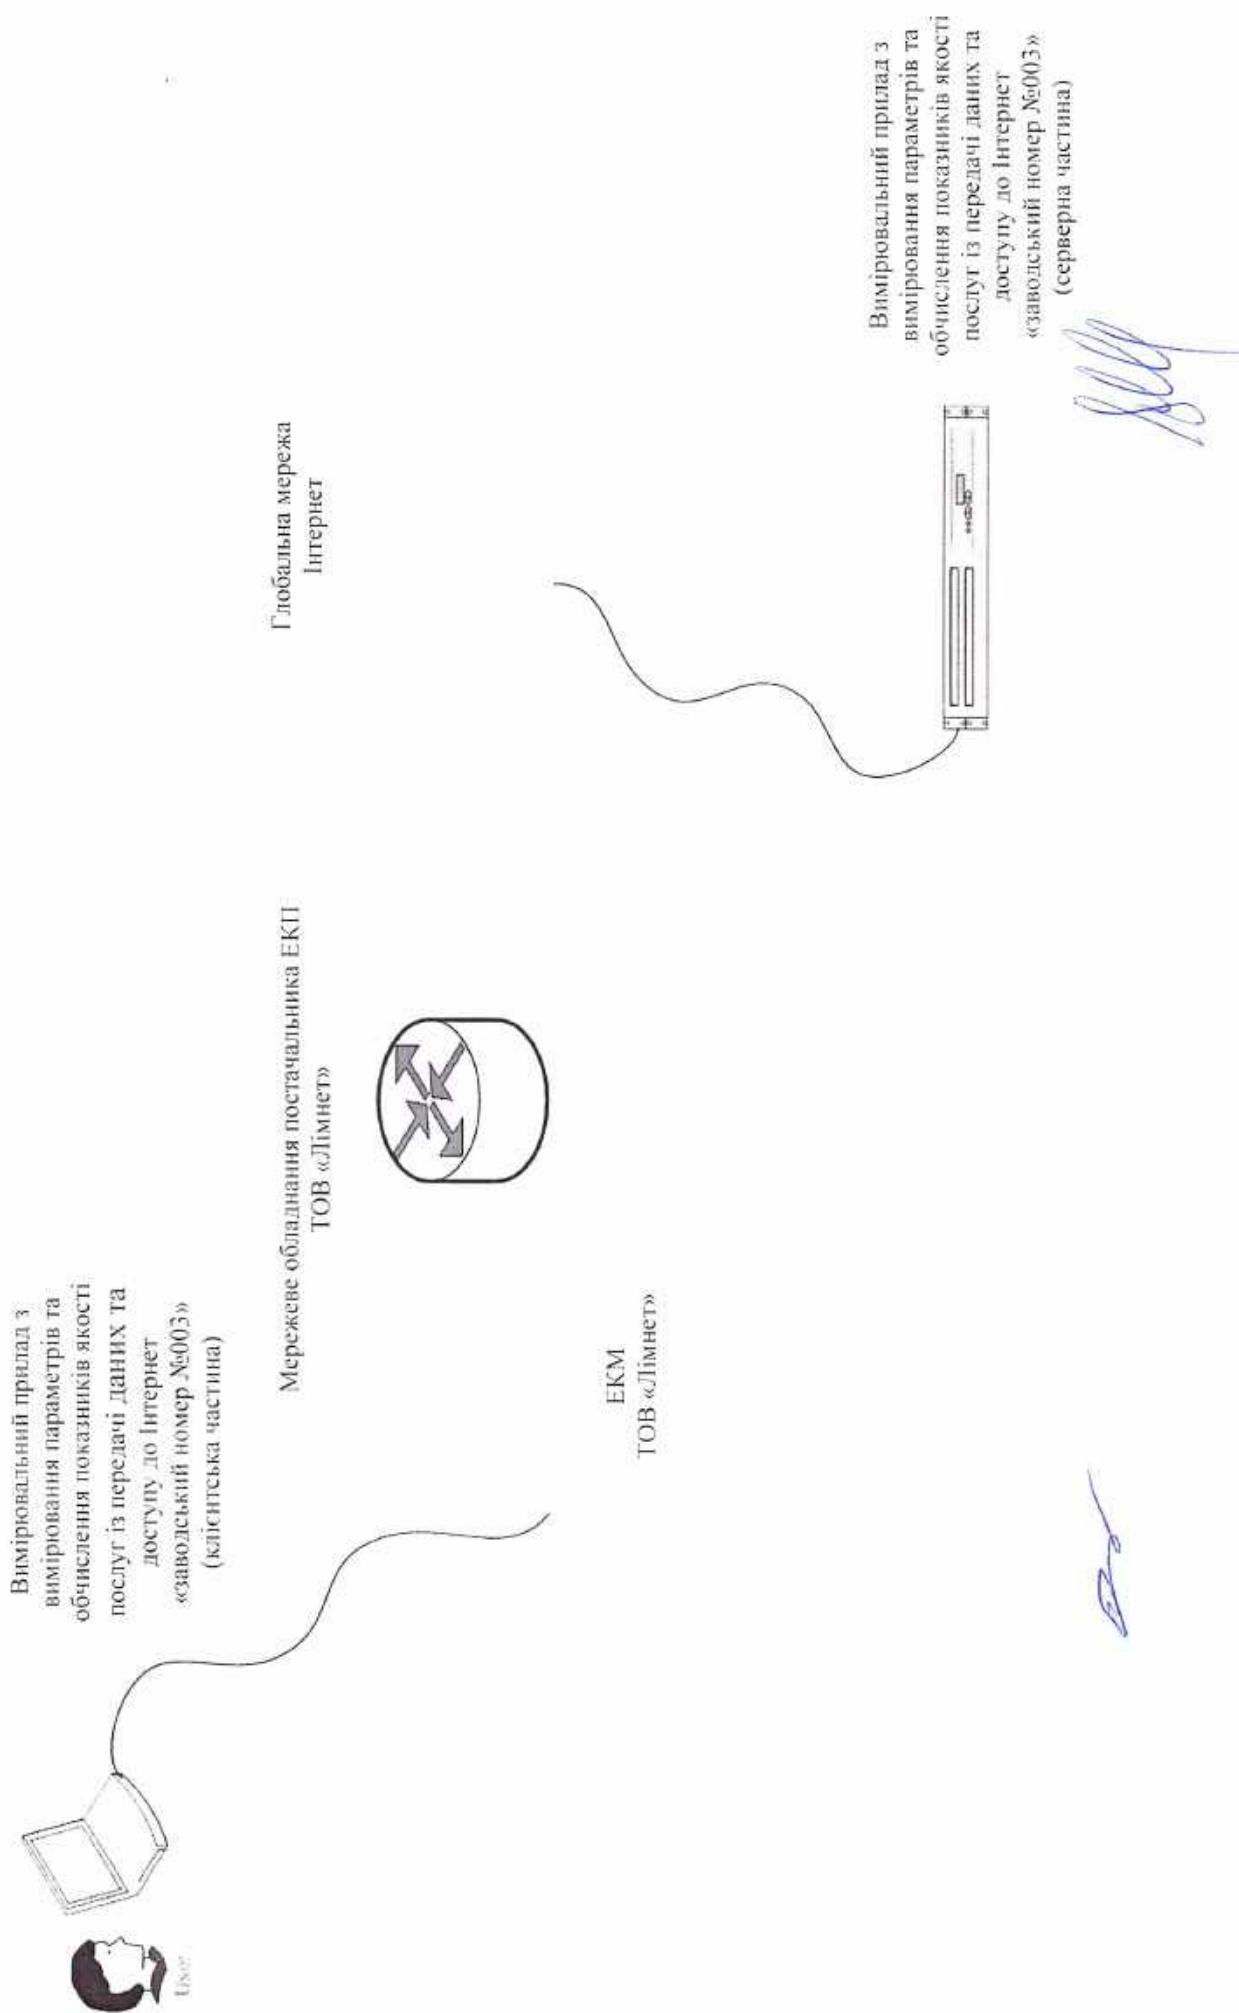 Вимірювальний прилад з
вимірювання параметрів та
обчислення показників якості
послуг із передачі даних та
доступу до Інтернет
«заводський номер №003»
(клієнтська частина)
User
Мережеве обладнання постачальника ЕКП
ТОВ «Лімнет»
ЕКМ
ТОВ «Лімнет»
Глобальна мережа
Інтернет
Вимірювальний прилад з
вимірювання параметрів та
обчислення показників якості
послуг із передачі даних та
доступу до Інтернет
«заводський номер №003»
(серверна частина)